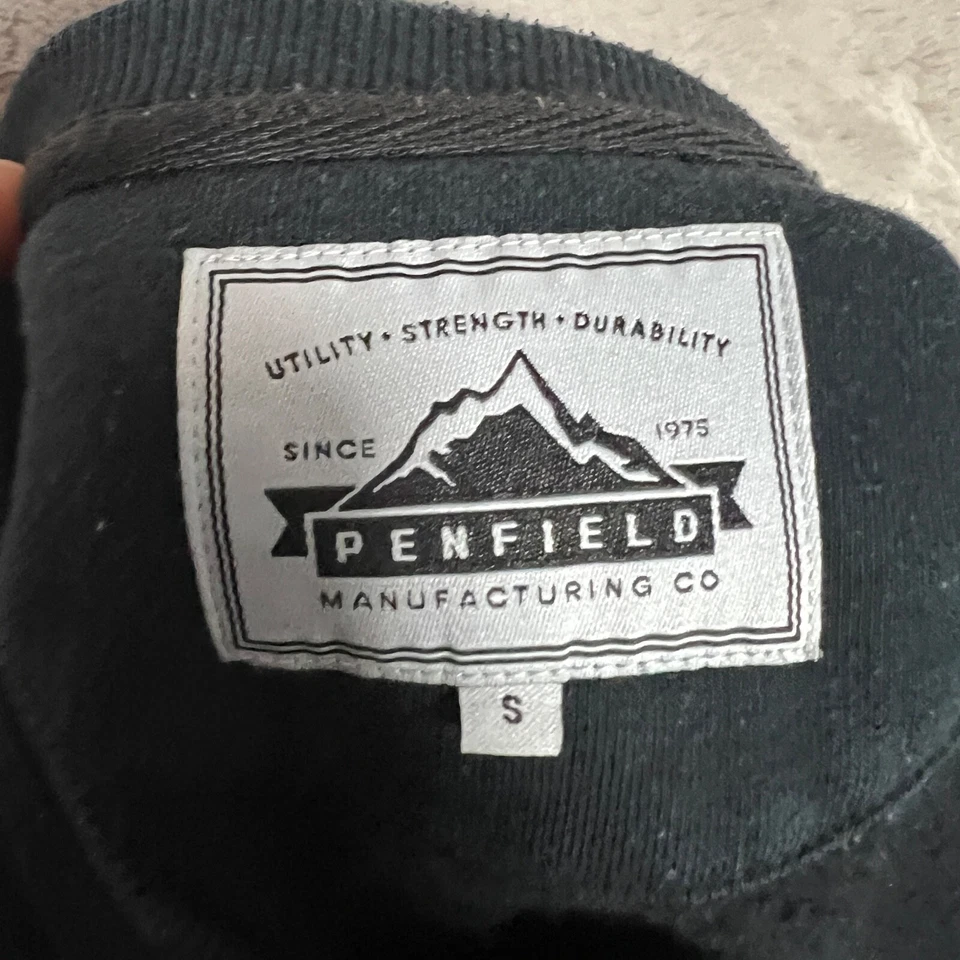 UTILITY • STRENGTH • DURABILITY
SINCE 1975
PENFIELD
MANUFACTURING CO
S